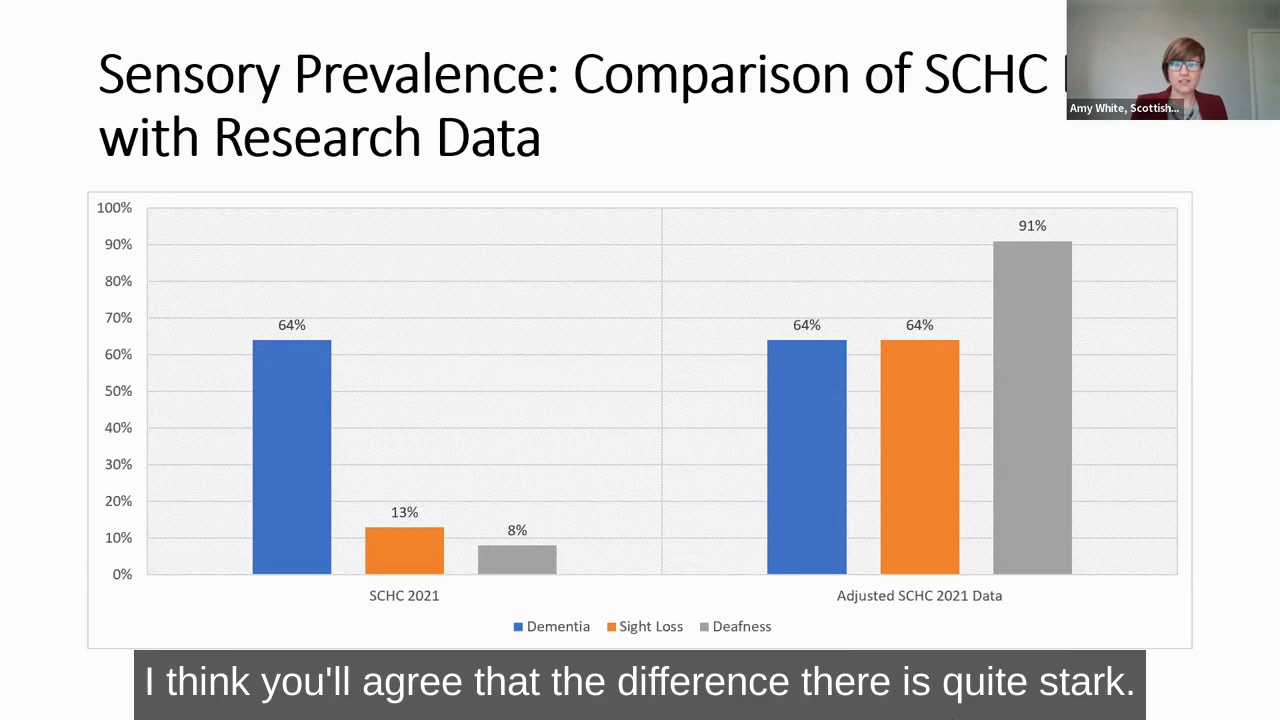 Sensory Prevalence: Comparison of SCHC
with Research Data
Amy White, Scottish...
100%
90%
80%
70%
60%
50%
40%
30%
20%
10%
0%
64%
13%
8%
64%
64%
91%
SCHC 2021
Adjusted SCHC 2021 Data
Dementia
Sight Loss
Deafness
I think you'll agree that the difference there is quite stark.